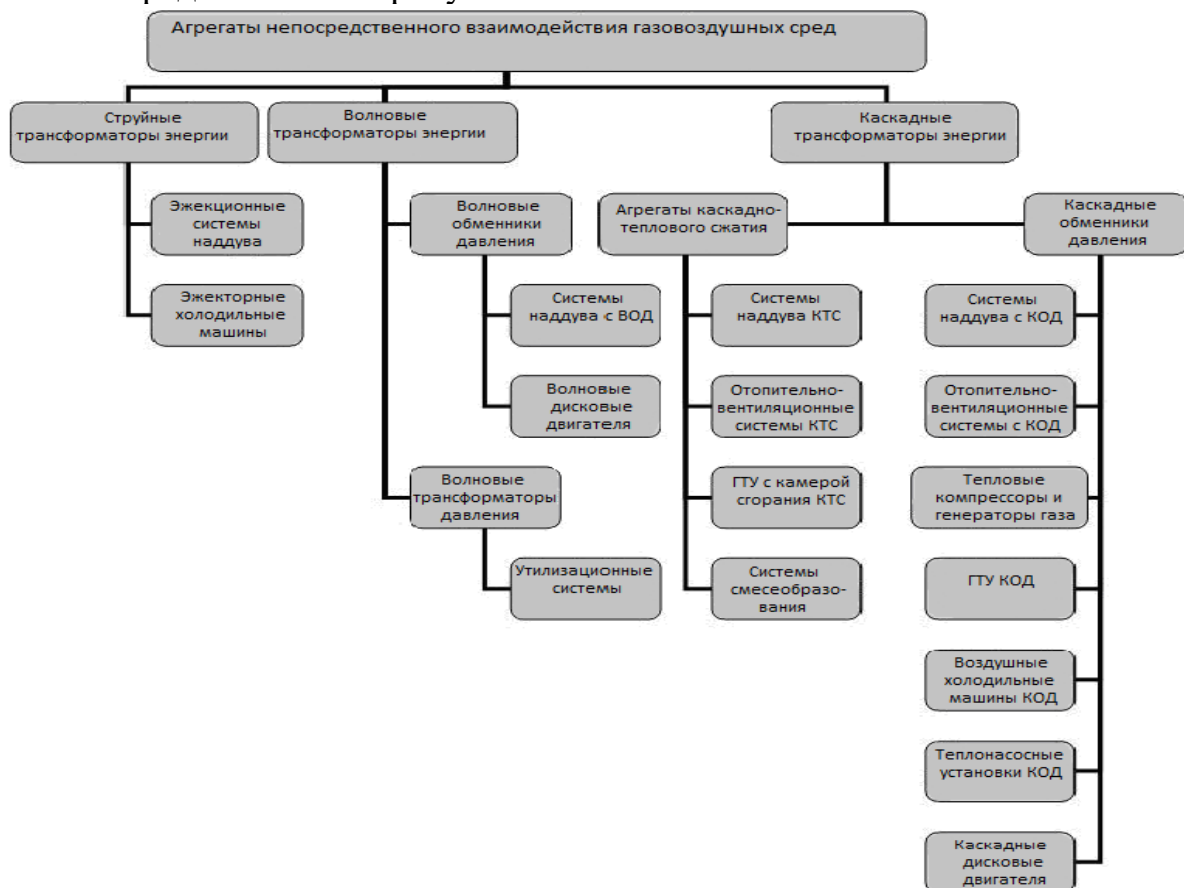 Агрегаты непосредственного взаимодействия газовоздушных сред
Струйные
трансформаторы энергии
Волновые
трансформаторы энергии
Каскадные
трансформаторы энергии
Эжекционные
системы
наддува
Эжекторные
холодильные
машины
Волновые
обменники
давления
Системы
наддува с ВОД
Волновые
дисковые
двигателя
Волновые
трансформаторы
давления
Утилизационные
системы
Агрегаты каскадно-
теплового сжатия
Системы
наддува КТС
Отопительно-
вентиляционные
системы КТС
ГТУ с камерой
сгорания КТС
Системы
смесеобразо-
вания
Каскадные
обменники
давления
Системы
наддува с КОД
Отопительно-
вентиляционные
системы с КОД
Тепловые
компрессоры и
генераторы газа
ГТУ КОД
Воздушные
холодильные
машины КОД
Теплонасосные
установки КОД
Каскадные
дисковые
двигателя